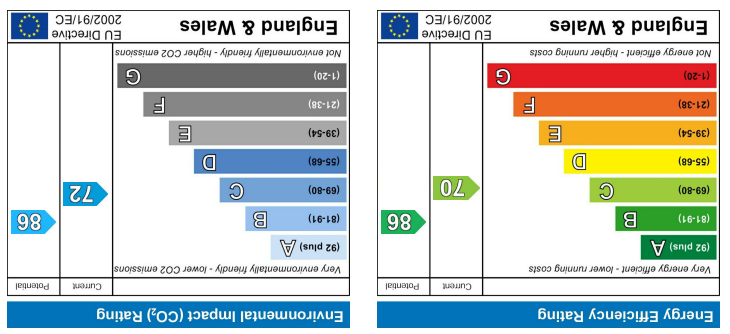 Energy Efficiency Rating
Current
Potential
Very energy efficient - lower running costs
(92 plus) A
(81-91) B
(69-80) C
(55-68) D
(39-54) E
(21-38) F
(1-20) G
Not energy efficient - higher running costs
70
86
England & Wales
EU Directive
2002/91/EC
Environmental Impact (CO₂) Rating
Current
Potential
Very environmentally friendly - lower CO2 emissions
(92 plus) A
(81-91) B
(69-80) C
(55-68) D
(39-54) E
(21-38) F
(1-20) G
Not environmentally friendly - higher CO2 emissions
72
86
England & Wales
EU Directive
2002/91/EC